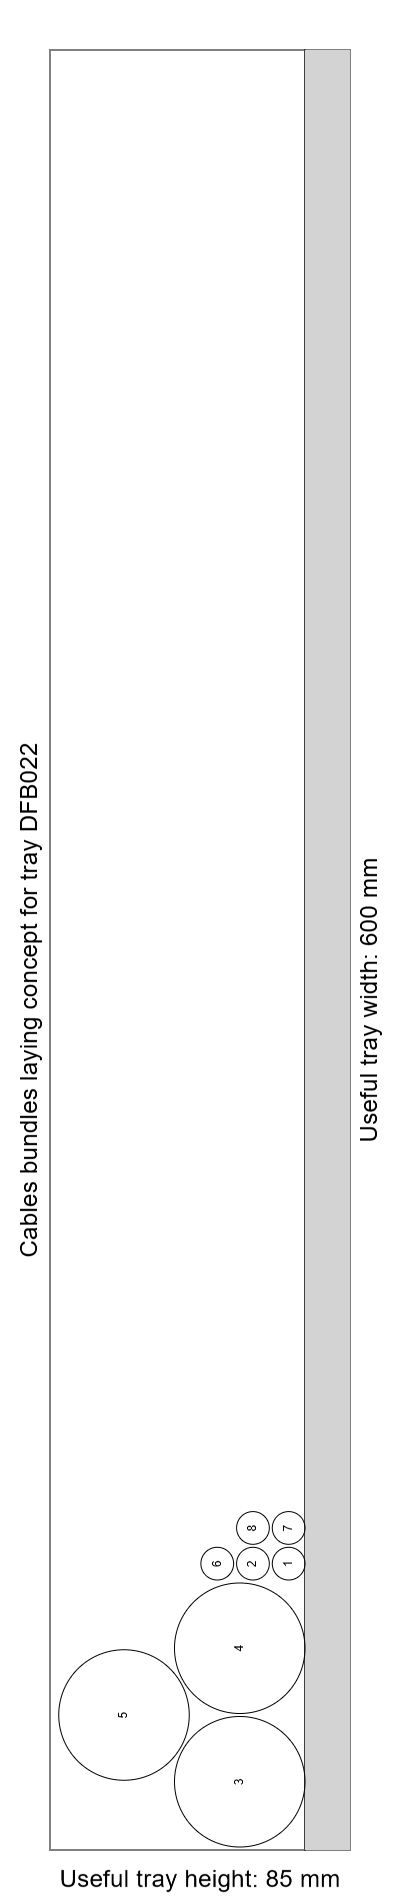 Cables bundles laying concept for tray DFB022
Useful tray width: 600 mm
8
7
6
2
1
4
5
3
Useful tray height: 85 mm